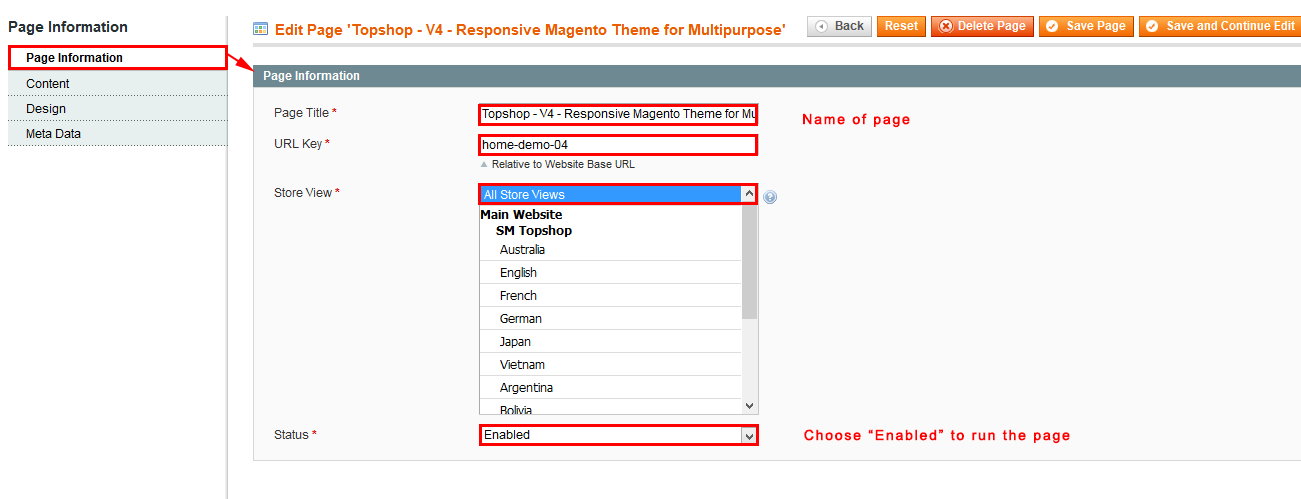 Page Information
Page Information
Content
Design
Meta Data
Edit Page 'Topshop - V4 - Responsive Magento Theme for Multipurpose'
Back
Reset
Delete Page
Save Page
Save and Continue Edit
Page Information
Page Title *
Topshop - V4 - Responsive Magento Theme for Mu
Name of page
URL Key *
home-demo-04
Relative to Website Base URL
Store View *
All Store Views
Main Website
SM Topshop
Australia
English
French
German
Japan
Vietnam
Argentina
Bolivia
Status *
Enabled
Choose “Enabled” to run the page